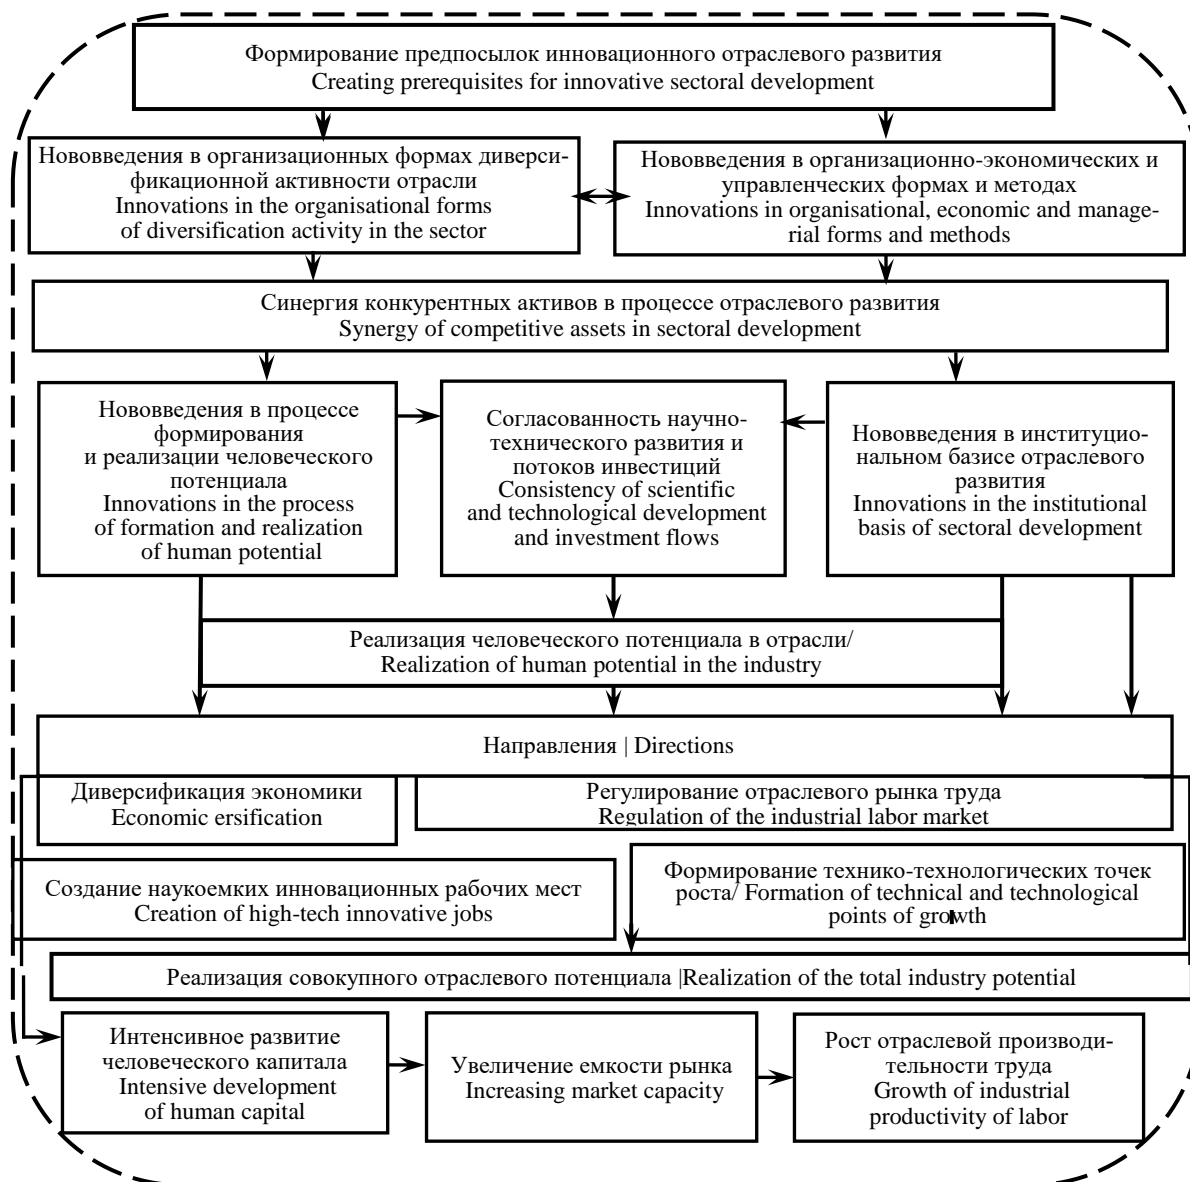 Формирование предпосылок инновационного отраслевого развития
Creating prerequisites for innovative sectoral development
Нововведения в организационных формах диверси-
фикационной активности отрасли
Innovations in the organisational forms
of diversification activity in the sector
Нововведения в организационно-экономических и
управленческих формах и методах
Innovations in organisational, economic and manage-
rial forms and methods
Синергия конкурентных активов в процессе отраслевого развития
Synergy of competitive assets in sectoral development
Нововведения в процессе
формирования
и реализации человеческого
потенциала
Innovations in the process
of formation and realization
of human potential
Согласованность научно-
технического развития и
потоков инвестиций
Consistency of scientific
and technological development
and investment flows
Нововведения в институцио-
нальном базисе отраслевого
развития
Innovations in the institutional
basis of sectoral development
Реализация человеческого потенциала в отрасли/
Realization of human potential in the industry
Направления | Directions
Диверсификация экономики
Economic ersification
Регулирование отраслевого рынка труда
Regulation of the industrial labor market
Создание наукоемких инновационных рабочих мест
Creation of high-tech innovative jobs
Формирование технико-технологических точек
роста/ Formation of technical and technological
points of growth
Реализация совокупного отраслевого потенциала |Realization of the total industry potential
Интенсивное развитие
человеческого капитала
Intensive development
of human capital
Увеличение емкости рынка
Increasing market capacity
Рост отраслевой производи-
тельности труда
Growth of industrial
productivity of labor